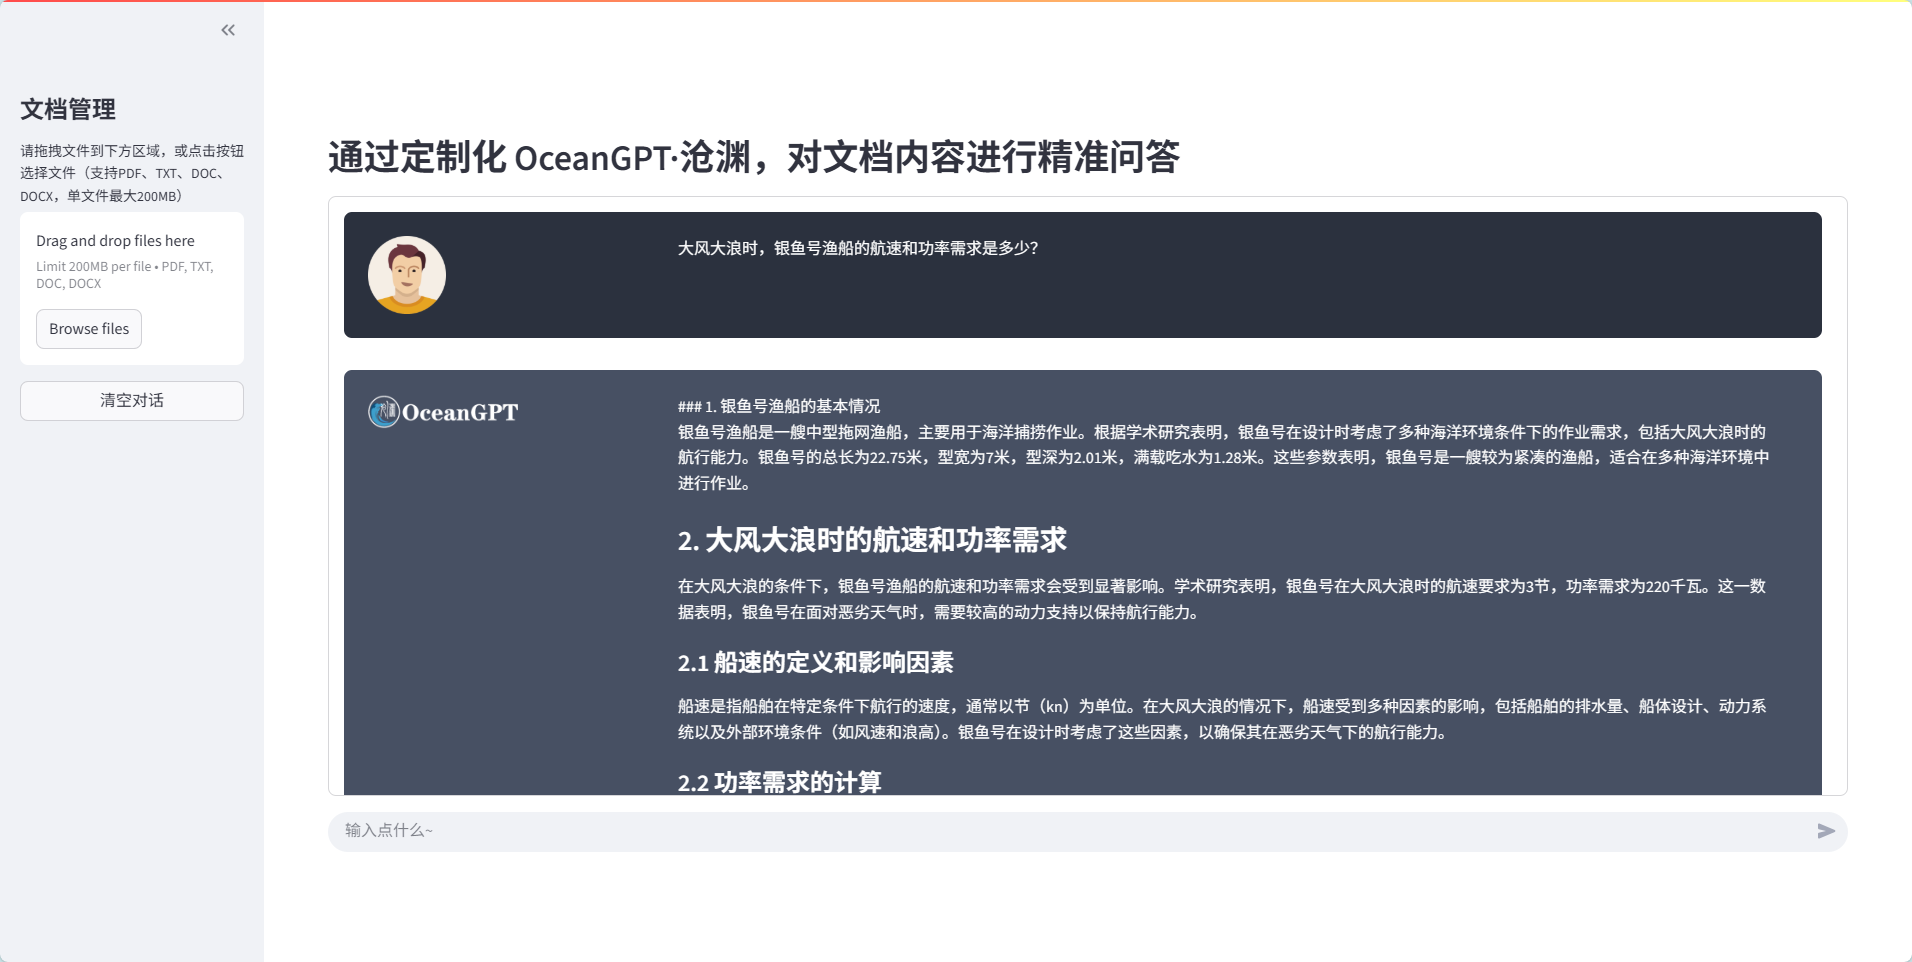 文档管理
请拖拽文件到下方区域，或点击按钮
选择文件（支持PDF、TXT、DOC、
DOCX，单文件最大200MB）
Drag and drop files here
Limit 200MB per file • PDF, TXT,
DOC, DOCX
Browse files
清空对话
通过定制化 OceanGPT·沧渊，对文档内容进行精准问答
大风大浪时，银鱼号渔船的航速和功率需求是多少？
OceanGPT
### 1. 银鱼号渔船的基本情况
银鱼号渔船是一艘中型拖网渔船，主要用于海洋捕捞作业。根据学术研究表明，银鱼号在设计时考虑了多种海洋环境条件下的作业需求，包括大风大浪时的
航行能力。银鱼号的总长为22.75米，型宽为7米，型深为2.01米，满载吃水为1.28米。这些参数表明，银鱼号是一艘较为紧凑的渔船，适合在多种海洋环境中
进行作业。
2. 大风大浪时的航速和功率需求
在大风大浪的条件下，银鱼号渔船的航速和功率需求会受到显著影响。学术研究表明，银鱼号在大风大浪时的航速要求为3节，功率需求为220千瓦。这一数
据表明，银鱼号在面对恶劣天气时，需要较高的动力支持以保持航行能力。
2.1 船速的定义和影响因素
船速是指船舶在特定条件下航行的速度，通常以节（kn）为单位。在大风大浪的情况下，船速受到多种因素的影响，包括船舶的排水量、船体设计、动力系
统以及外部环境条件（如风速和浪高）。银鱼号在设计时考虑了这些因素，以确保其在恶劣天气下的航行能力。
2.2 功率需求的计算
输入点什么~